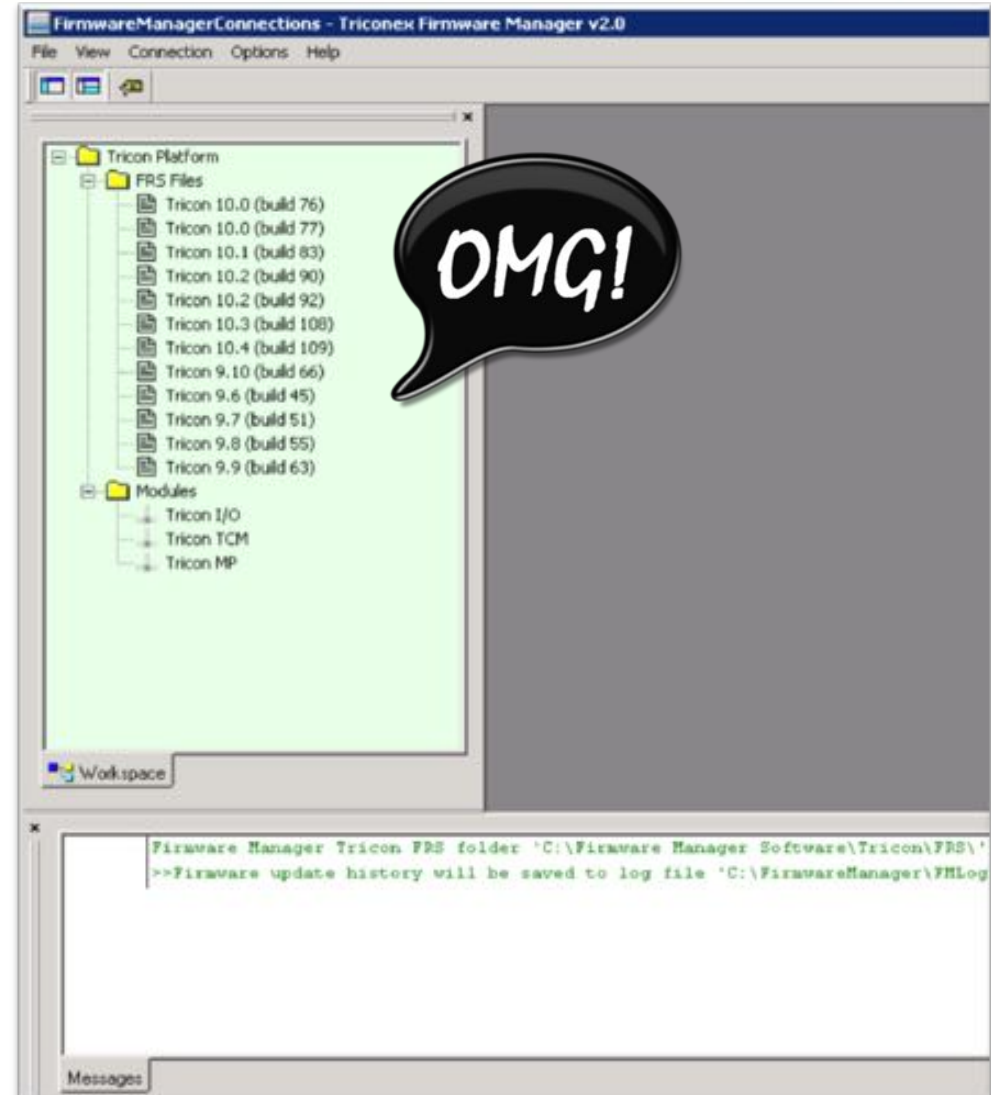 FirmwareManagerConnections - Triconex Firmware Manager v2.0
File View Connection Options Help
Tricon Platform
FRS Files
Tricon 10.0 (build 76)
Tricon 10.0 (build 77)
Tricon 10.1 (build 83)
Tricon 10.2 (build 90)
Tricon 10.2 (build 92)
Tricon 10.3 (build 108)
Tricon 10.4 (build 109)
Tricon 9.10 (build 66)
Tricon 9.6 (build 45)
Tricon 9.7 (build 51)
Tricon 9.8 (build 55)
Tricon 9.9 (build 63)
Modules
Tricon I/O
Tricon TCM
Tricon MP
OMG!
Workspace
Firmware Manager Tricon FRS folder 'C:\Firmware Manager Software\Tricon\FRS\'
>>Firmware update history will be saved to log file 'C:\FirmwareManager\FMLog
Messages